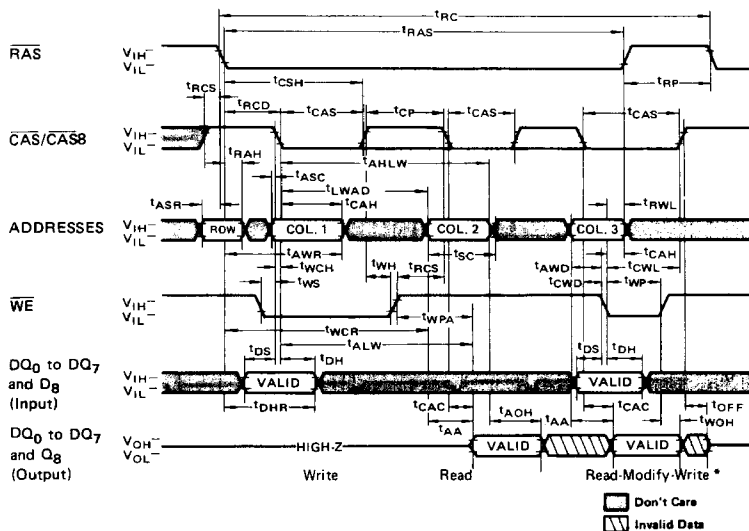 tRC
tRAS
RAS VIH VIL
tCSH tRP
tRCS tRCD tCAS tCP tCAS tCAS
CAS/CAS8 VIH VIL
tRAH tAHLW
tASC
tLWAD
tASR tCAH tRWL
ADDRESSES VIH VIL ROW COL. 1 COL. 2 COL. 3
tAWR tSC tCAH
tWCH tWH tRCS tAWD tCWL
tWS tCWD tWP
WE VIH VIL
tWCR tWPA
tALW
tDS tDH tDS tDH
DQ0 to DQ7 and D8 (Input) VIH VIL VALID VALID
tDHR tCAC tAOH tAA tCAC tOFF
tAA tWOH
DQ0 to DQ7 and Q8 (Output) VOH VOL HIGH-Z VALID VALID
Write Read Read-Modify-Write *
Don't Care
Invalid Data